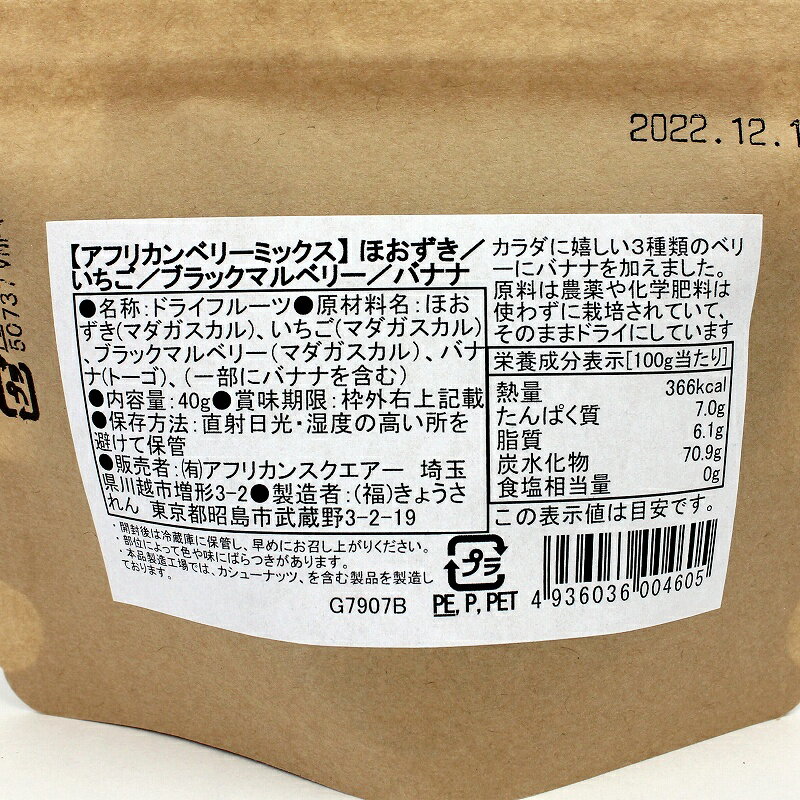 2022.12.1
【アフリカンベリーミックス】ほおずき／
いちご／ブラックマルベリー／バナナ
●名称：ドライフルーツ●原材料名：ほお
ずき（マダガスカル）、いちご（マダガスカル）
、ブラックマルベリー（マダガスカル）、バナ
ナ（トーゴ）、（一部にバナナを含む）
●内容量：40g●賞味期限：枠外右上記載
●保存方法：直射日光・湿度の高い所を
避けて保管
●販売者：㈲アフリカンスクエアー 埼玉
県川越市増形3-2●製造者：（福）きょうさ
れん 東京都昭島市武蔵野3-2-19
・開封後は冷蔵庫に保管し、早めにお召し上がりください。
・部位によって色や味にばらつきがあります。
・本品製造工場では、カシューナッツ、を含む製品を製造し
ております。
G7907B
カラダに嬉しい3種類のベリ
ーにバナナを加えました。
原料は農薬や化学肥料は
使わずに栽培されていて、
そのままドライにしています
栄養成分表示[100g当たり]
熱量 366kcal
たんぱく質 7.0g
脂質 6.1g
炭水化物 70.9g
食塩相当量 0g
この表示値は目安です。
プラ
PE, P, PET
4 936036 004605
プラ